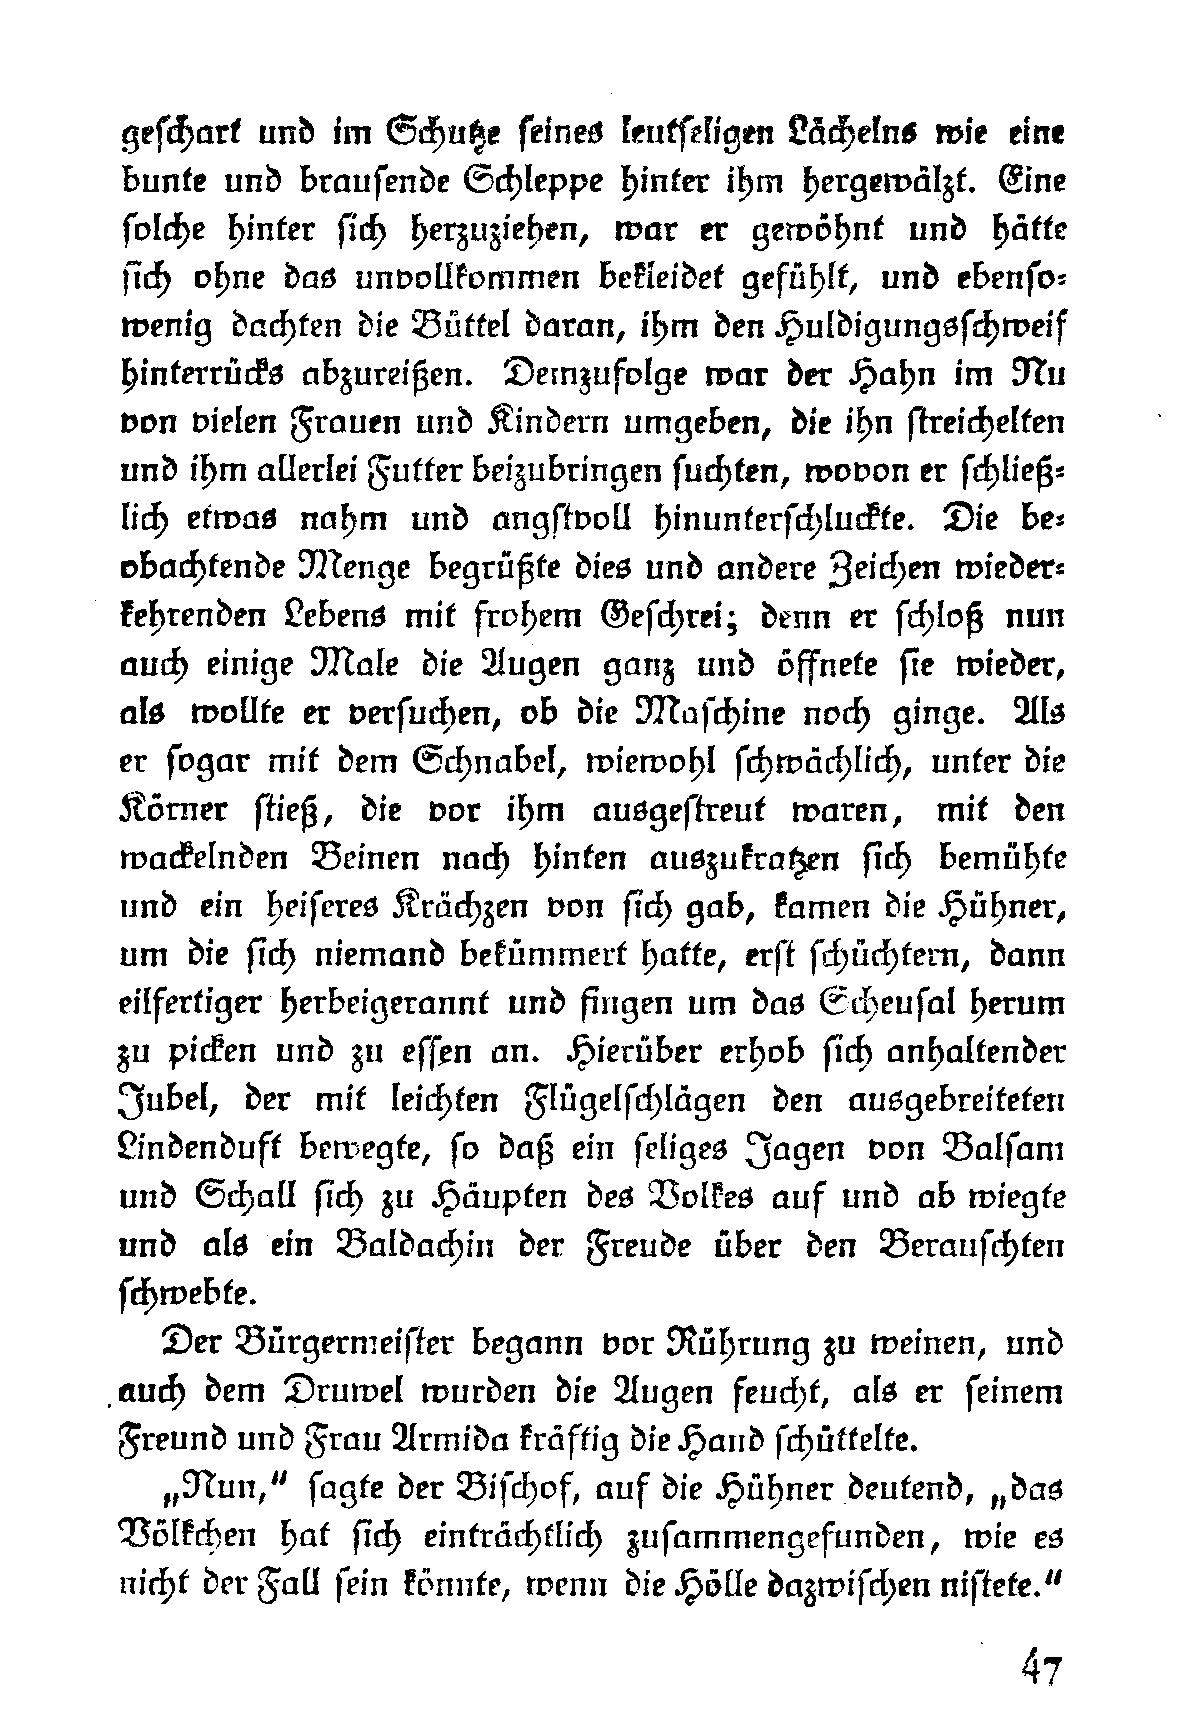 geschart und im Schutze seines leutseligen Lächelns wie eine
bunte und brausende Schleppe hinter ihm hergewälzt. Eine
solche hinter sich herzuziehen, war er gewöhnt und hätte
sich ohne das unvollkommen bekleidet gefühlt, und ebenso-
wenig dachten die Büttel daran, ihm den Huldigungsschweif
hinterrücks abzureißen. Demzufolge war der Hahn im Nu
von vielen Frauen und Kindern umgeben, die ihn streichelten
und ihm allerlei Futter beizubringen suchten, wovon er schließ-
lich etwas nahm und angstvoll hinunterschluckte. Die be-
obachtende Menge begrüßte dies und andere Zeichen wieder-
kehrenden Lebens mit frohem Geschrei; denn er schloß nun
auch einige Male die Augen ganz und öffnete sie wieder,
als wollte er versuchen, ob die Maschine noch ginge. Als
er sogar mit dem Schnabel, wiewohl schwächlich, unter die
Körner stieß, die vor ihm ausgestreut waren, mit den
wackelnden Beinen nach hinten auszukratzen sich bemühte
und ein heiseres Krächzen von sich gab, kamen die Hühner,
um die sich niemand bekümmert hatte, erst schüchtern, dann
eilfertiger herbeigerannt und fingen um das Scheusal herum
zu picken und zu essen an. Hierüber erhob sich anhaltender
Jubel, der mit leichten Flügelschlägen den ausgebreiteten
Lindenduft bewegte, so daß ein seliges Jagen von Balsam
und Schall sich zu Häupten des Volkes auf und ab wiegte
und als ein Baldachin der Freude über den Berauschten
schwebte.
Der Bürgermeister begann vor Rührung zu weinen, und
auch dem Druwel wurden die Augen feucht, als er seinem
Freund und Frau Armida kräftig die Hand schüttelte.
„Nun,“ sagte der Bischof, auf die Hühner deutend, „das
Völkchen hat sich einträchtlich zusammengefunden, wie es
nicht der Fall sein könnte, wenn die Hölle dazwischen nistete.“
47